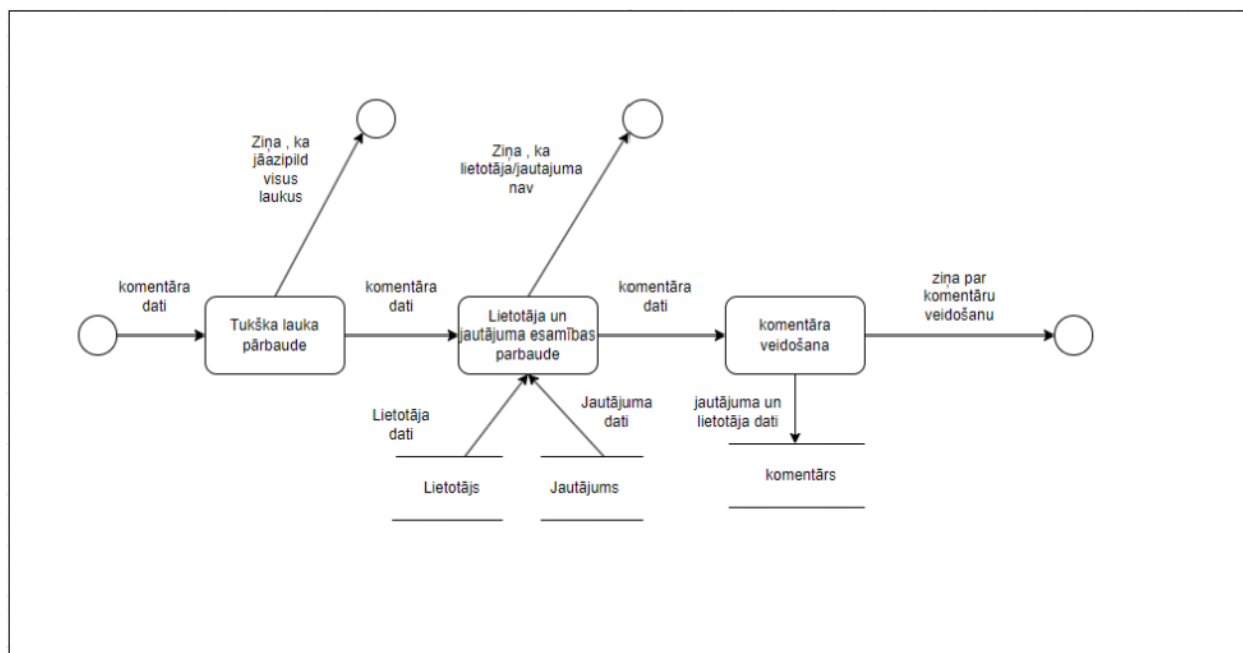 Ziņa , ka
jāazipild
visus
laukus
Ziņa , ka
lietotāja/jautajuma
nav
komentāra
dati
Tukška lauka
pārbaude
komentāra
dati
Lietotāja un
jautājuma esamības
parbaude
komentāra
dati
komentāra
veidošana
ziņa par
komentāru
veidošanu
Lietotāja
dati
Jautājuma
dati
jautājuma un
lietotāja dati
Lietotājs
Jautājums
komentārs